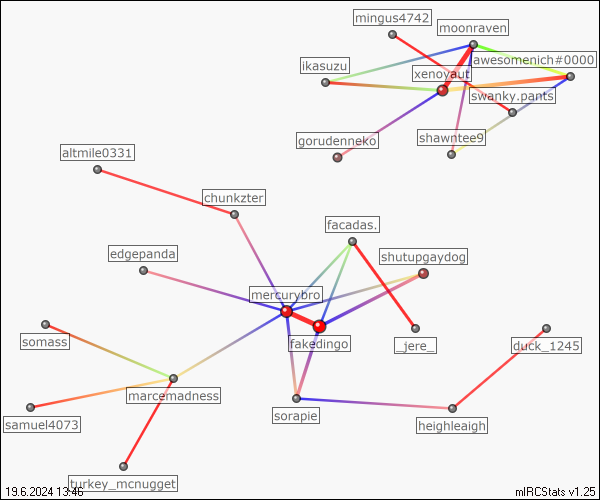 mingus4742
moonraven
awesomenich#0000
ikasuzu
xenoyaut
swanky.pants
shawntee9
gorudenneko
altmile0331
chunkzter
facadas.
edgepanda
shutupgaydog
mercurybro
somass
fakedingo
_jere_
duck_1245
marcemadness
samuel4073
sorapie
heighleaigh
turkey_mcnugget
19.6.2024 13:46
mIRCStats v1.25